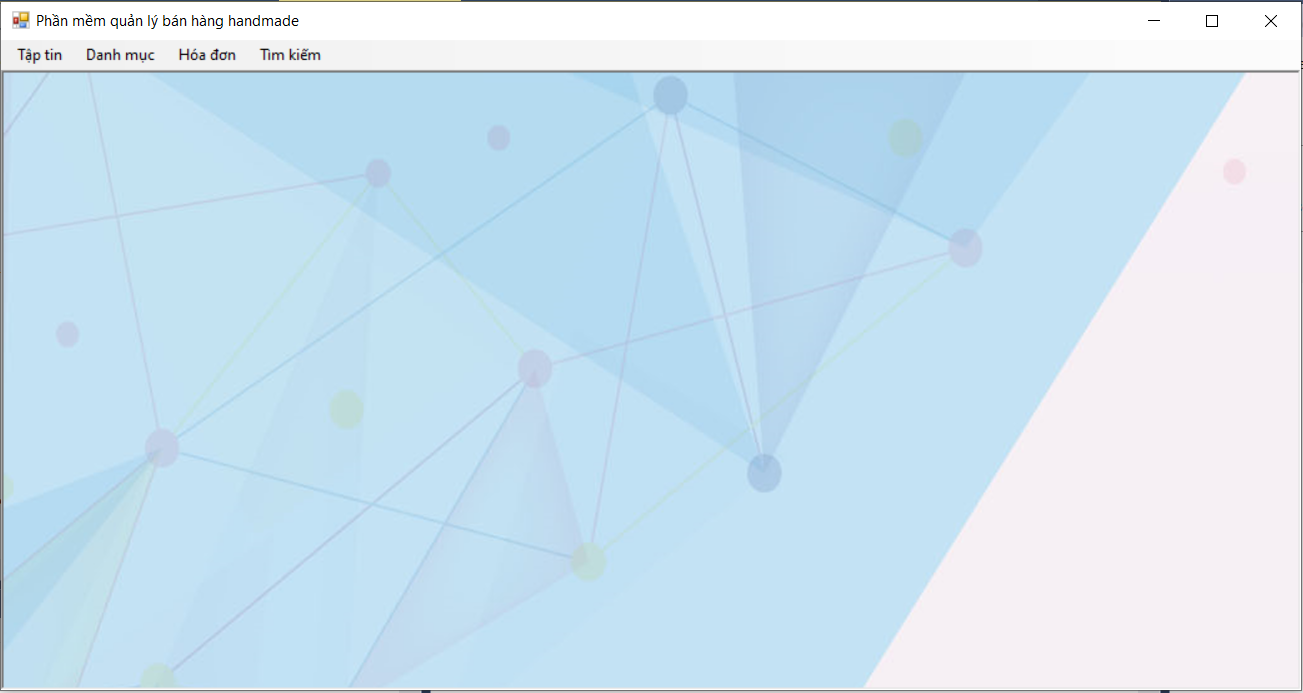 Phần mềm quản lý bán hàng handmade
Tập tin Danh mục Hóa đơn Tìm kiếm